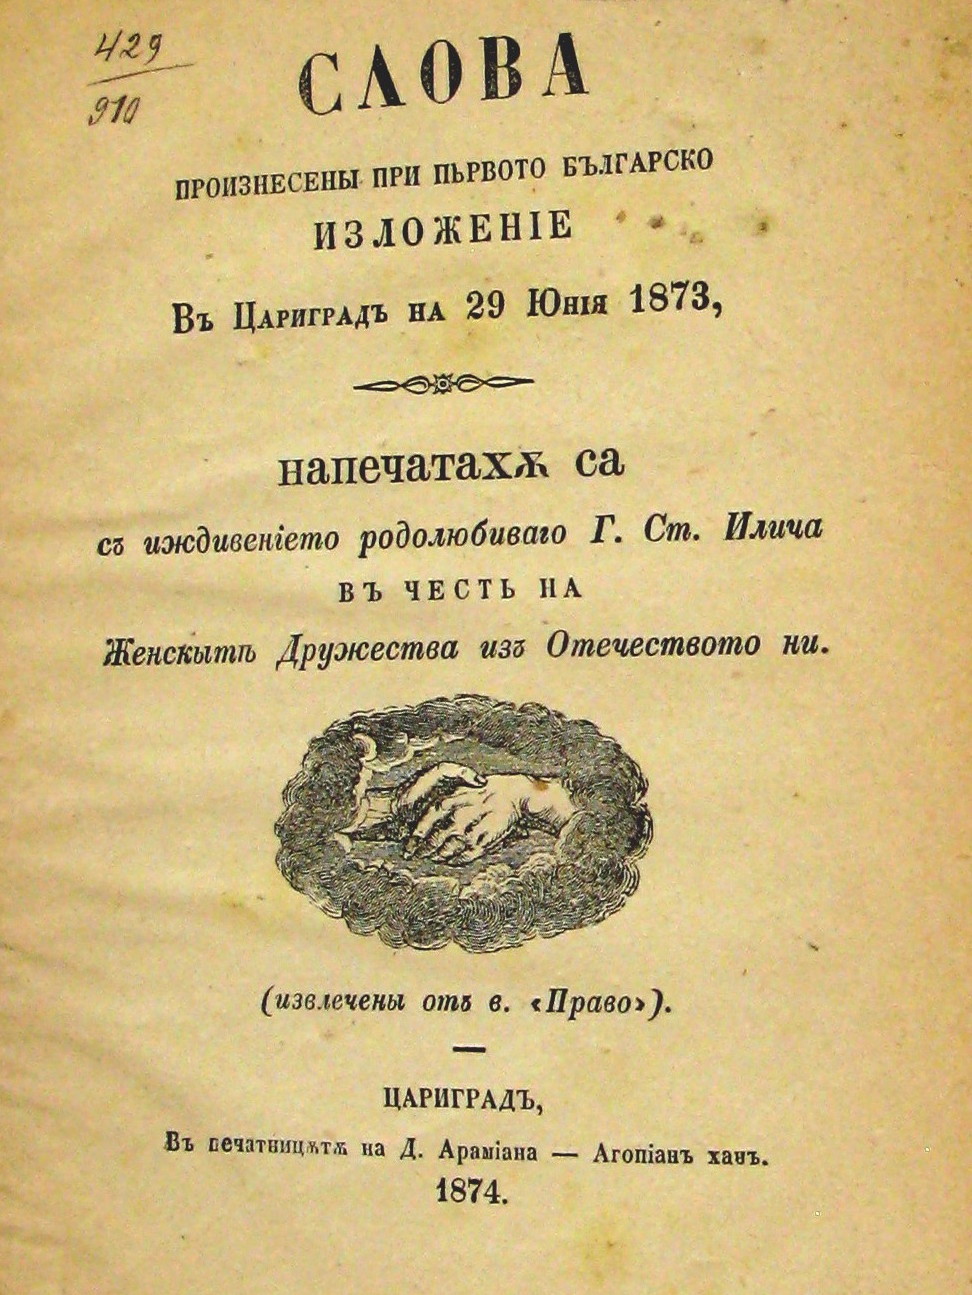 429
910
СЛОВА
ПРОИЗНЕСЕНЫ ПРИ ПЬРВОТО БЪЛГАРСКО
ИЗЛОЖЕНІЕ
Въ Цариградъ на 29 Юнія 1873,
напечатахѫ са
съ иждивеніето родолюбиваго Г. Ст. Илича
ВЪ ЧЕСТЬ НА
Женскытѣ Дружества изъ Отечеството ни.
(извлечены отъ в. «Право»).
ЦАРИГРАДЪ,
Въ печатницѫтѫ на Д. Араміана — Агопіанъ ханъ.
1874.